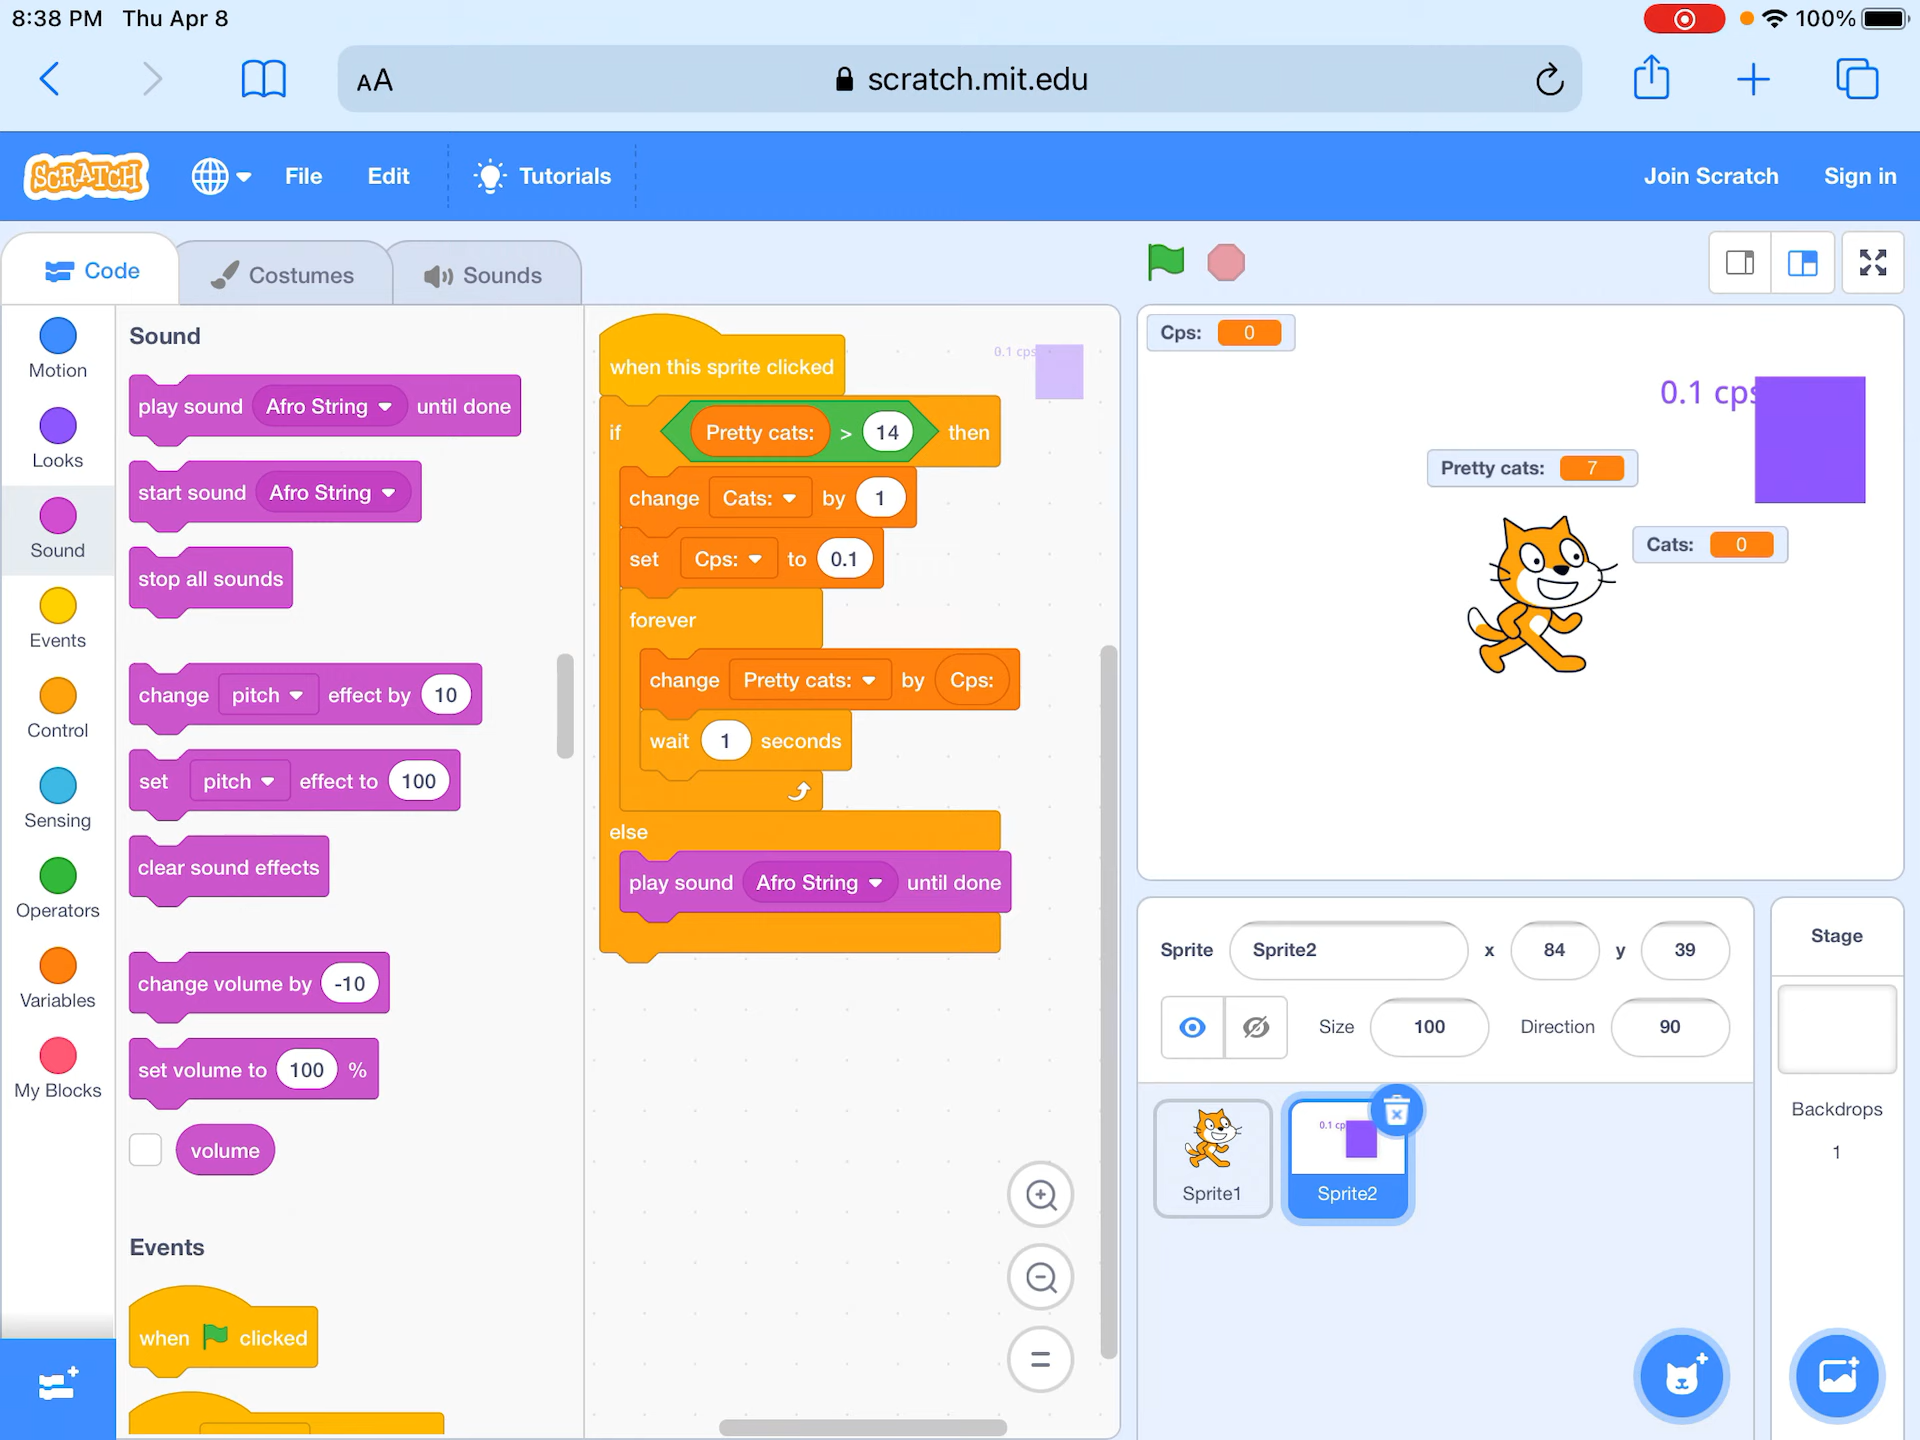 8:38 PM Thu Apr 8
100%
AA
scratch.mit.edu
SCRATCH
File
Edit
Tutorials
Join Scratch
Sign in
Code
Costumes
Sounds
Motion
Looks
Sound
Events
Control
Sensing
Operators
Variables
My Blocks
Sound
play sound Afro String until done
start sound Afro String
stop all sounds
change pitch effect by 10
set pitch effect to 100
clear sound effects
change volume by -10
set volume to 100 %
volume
Events
when clicked
when this sprite clicked
if Pretty cats: > 14 then
change Cats: by 1
set Cps: to 0.1
forever
change Pretty cats: by Cps:
wait 1 seconds
else
play sound Afro String until done
0.1 cps
Cps: 0
0.1 cps
Pretty cats: 7
Cats: 0
Sprite Sprite2 x 84 y 39
Size 100 Direction 90
Sprite1
0.1 cp
Sprite2
Stage
Backdrops
1